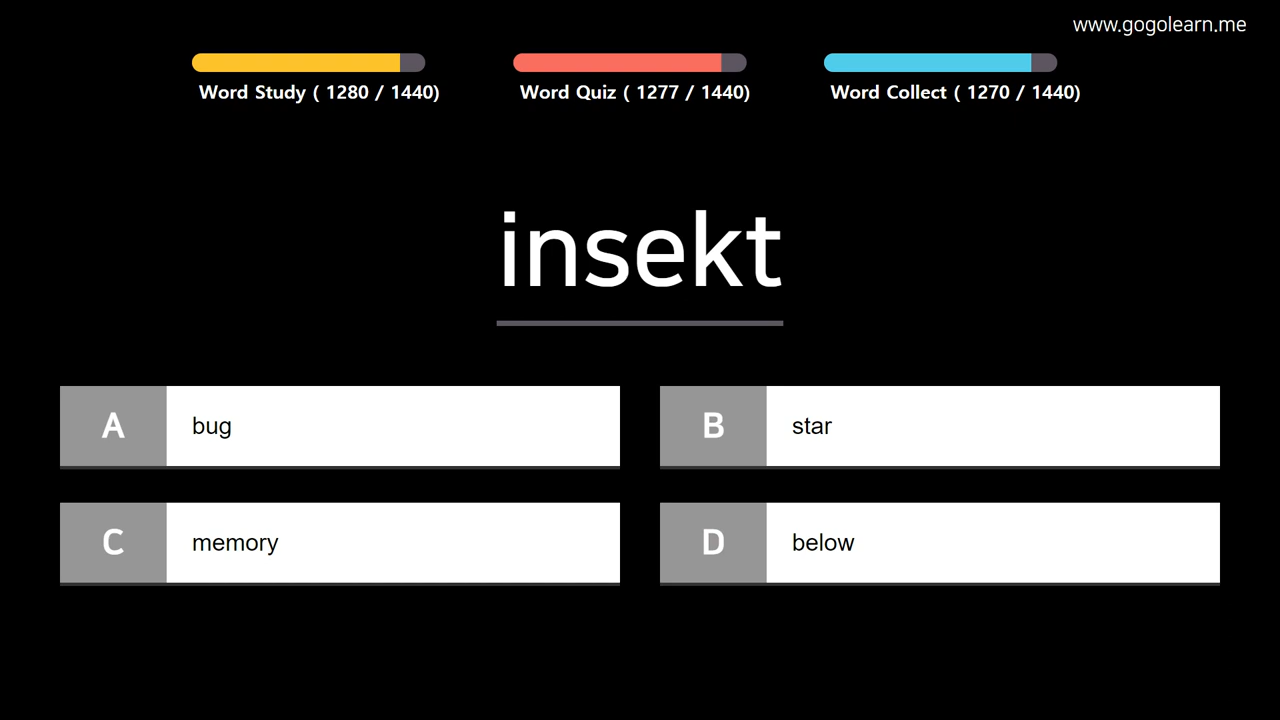 www.gogolearn.me
Word Study ( 1280 / 1440)
Word Quiz ( 1277 / 1440)
Word Collect ( 1270 / 1440)
insekt
A bug
B star
C memory
D below